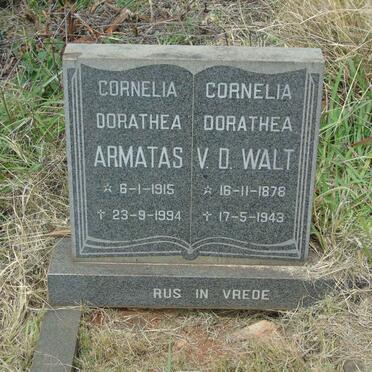 CORNELIA
DORATHEA
ARMATAS
☆ 6-1-1915
✝ 23-9-1994
CORNELIA
DORATHEA
V. D. WALT
☆ 16-11-1878
✝ 17-5-1943
RUS IN VREDE